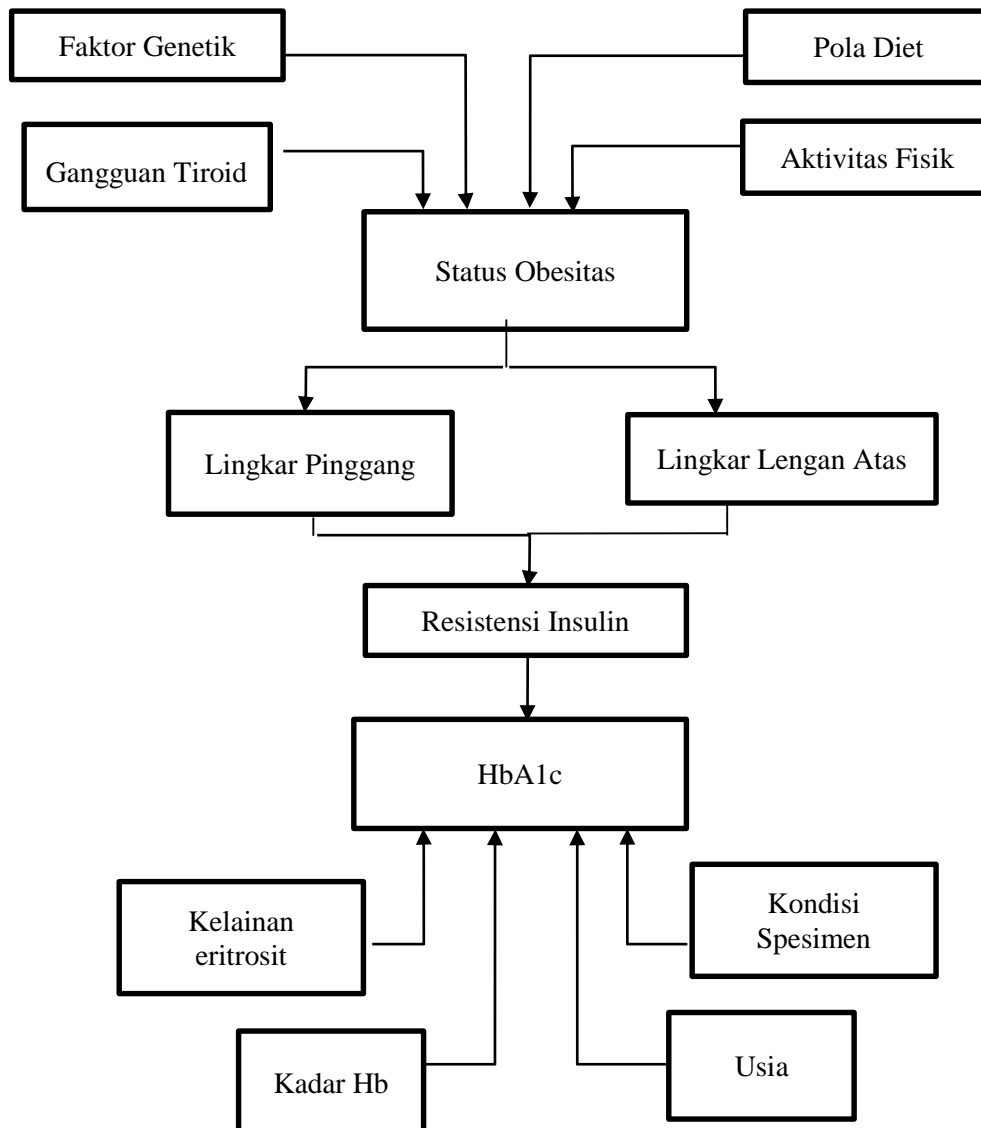 Faktor Genetik
Pola Diet
Gangguan Tiroid
Aktivitas Fisik
Status Obesitas
Lingkar Pinggang
Lingkar Lengan Atas
Resistensi Insulin
HbA1c
Kelainan
eritrosit
Kondisi
Spesimen
Kadar Hb
Usia